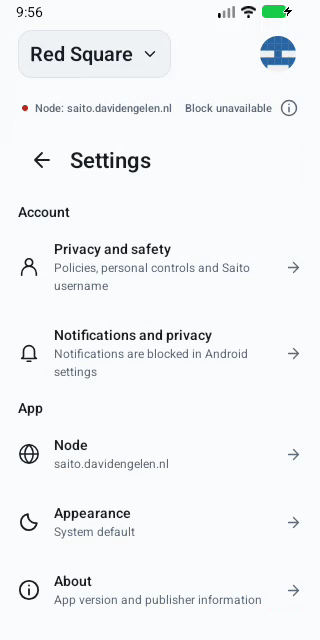 9:56
Red Square
Node: saito.davidengelen.nl Block unavailable
Settings
Account
Privacy and safety
Policies, personal controls and Saito
username
Notifications and privacy
Notifications are blocked in Android
settings
App
Node
saito.davidengelen.nl
Appearance
System default
About
App version and publisher information